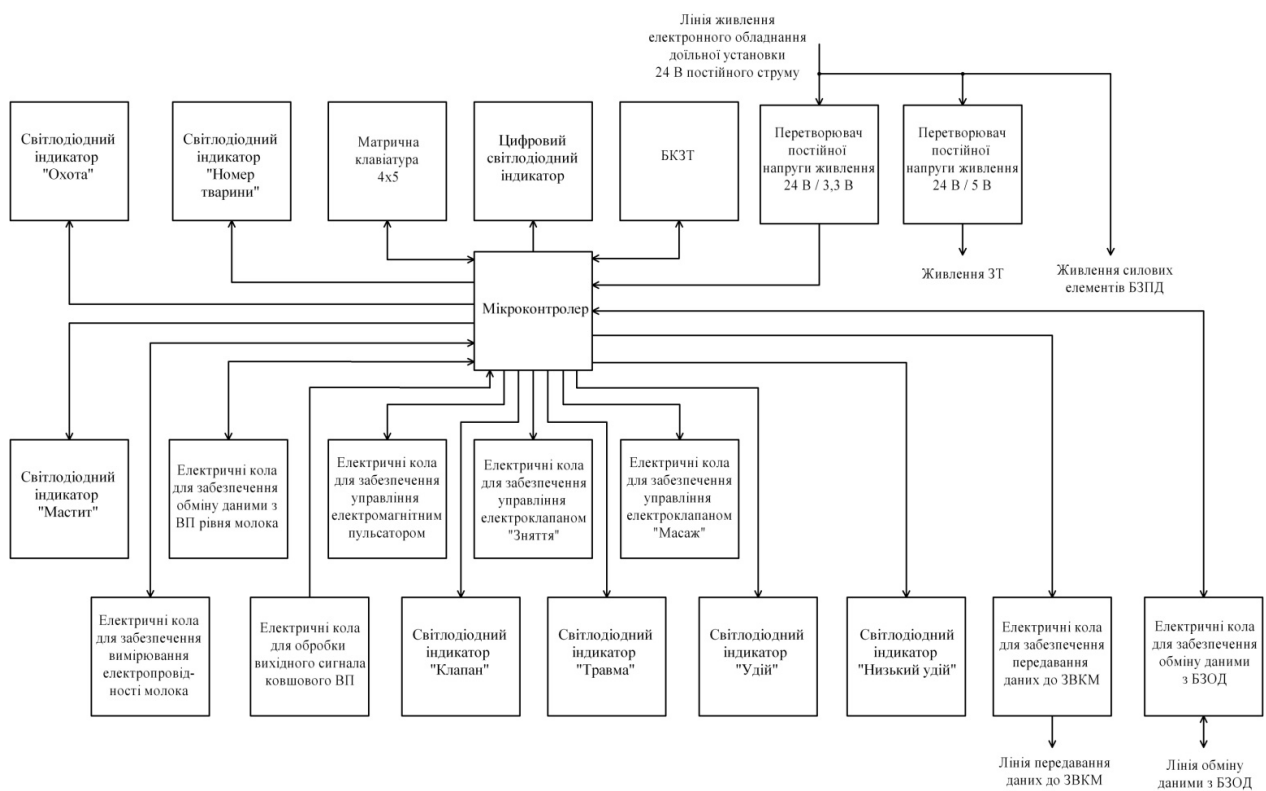 Лінія живлення
електронного обладнання
доїльної установки
24 В постійного струму
Світлодіодний
індикатор
"Охота"
Світлодіодний
індикатор
"Номер
тварини"
Матрична
клавіатура
4х5
Цифровий
світлодіодний
індикатор
БКЗТ
Перетворювач
постійної
напруги живлення
24 В / 3,3 В
Перетворювач
постійної
напруги живлення
24 В / 5 В
Живлення ЗТ
Живлення силових
елементів БЗПД
Мікроконтролер
Світлодіодний
індикатор
"Мастит"
Електричні кола
для забезпечення
обміну даними з
ВП рівня молока
Електричні кола
для забезпечення
управління
електромагнітним
пульсатором
Електричні кола
для забезпечення
управління
електроклапаном
"Зняття"
Електричні кола
для забезпечення
управління
електроклапаном
"Масаж"
Електричні кола
для забезпечення
вимірювання
електропровід-
ності молока
Електричні кола
для обробки
вихідного сигнала
ковшового ВП
Світлодіодний
індикатор
"Клапан"
Світлодіодний
індикатор
"Травма"
Світлодіодний
індикатор
"Удій"
Світлодіодний
індикатор
"Низький удій"
Електричні кола
для забезпечення
передавання
даних до ЗВКМ
Електричні кола
для забезпечення
обміну даними
з БЗОД
Лінія передавання
даних до ЗВКМ
Лінія обміну
даними з БЗОД